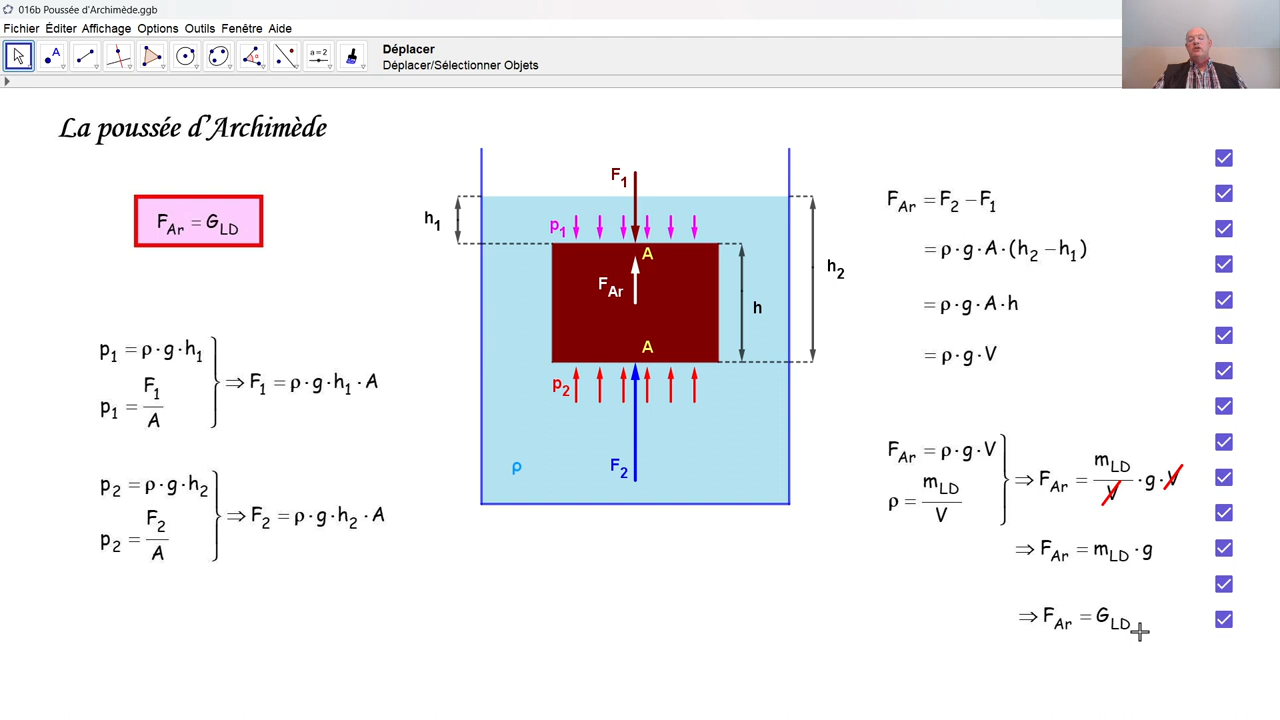 016b Poussée d'Archimède.ggb
Fichier Éditer Affichage Options Outils Fenêtre Aide
A
a=2
Déplacer
Déplacer/Sélectionner Objets
La poussée d'Archimède
F_Ar = G_LD
p_1 = ρ·g·h_1
p_1 = F_1/A
⇒ F_1 = ρ·g·h_1·A
p_2 = ρ·g·h_2
p_2 = F_2/A
⇒ F_2 = ρ·g·h_2·A
F_1
h_1
p_1
A
F_Ar
h_2
h
A
p_2
ρ
F_2
F_Ar = F_2 − F_1
= ρ·g·A·(h_2 − h_1)
= ρ·g·A·h
= ρ·g·V
F_Ar = ρ·g·V
ρ = m_LD/V
⇒ F_Ar = m_LD/V·g·V
⇒ F_Ar = m_LD·g
⇒ F_Ar = G_LD